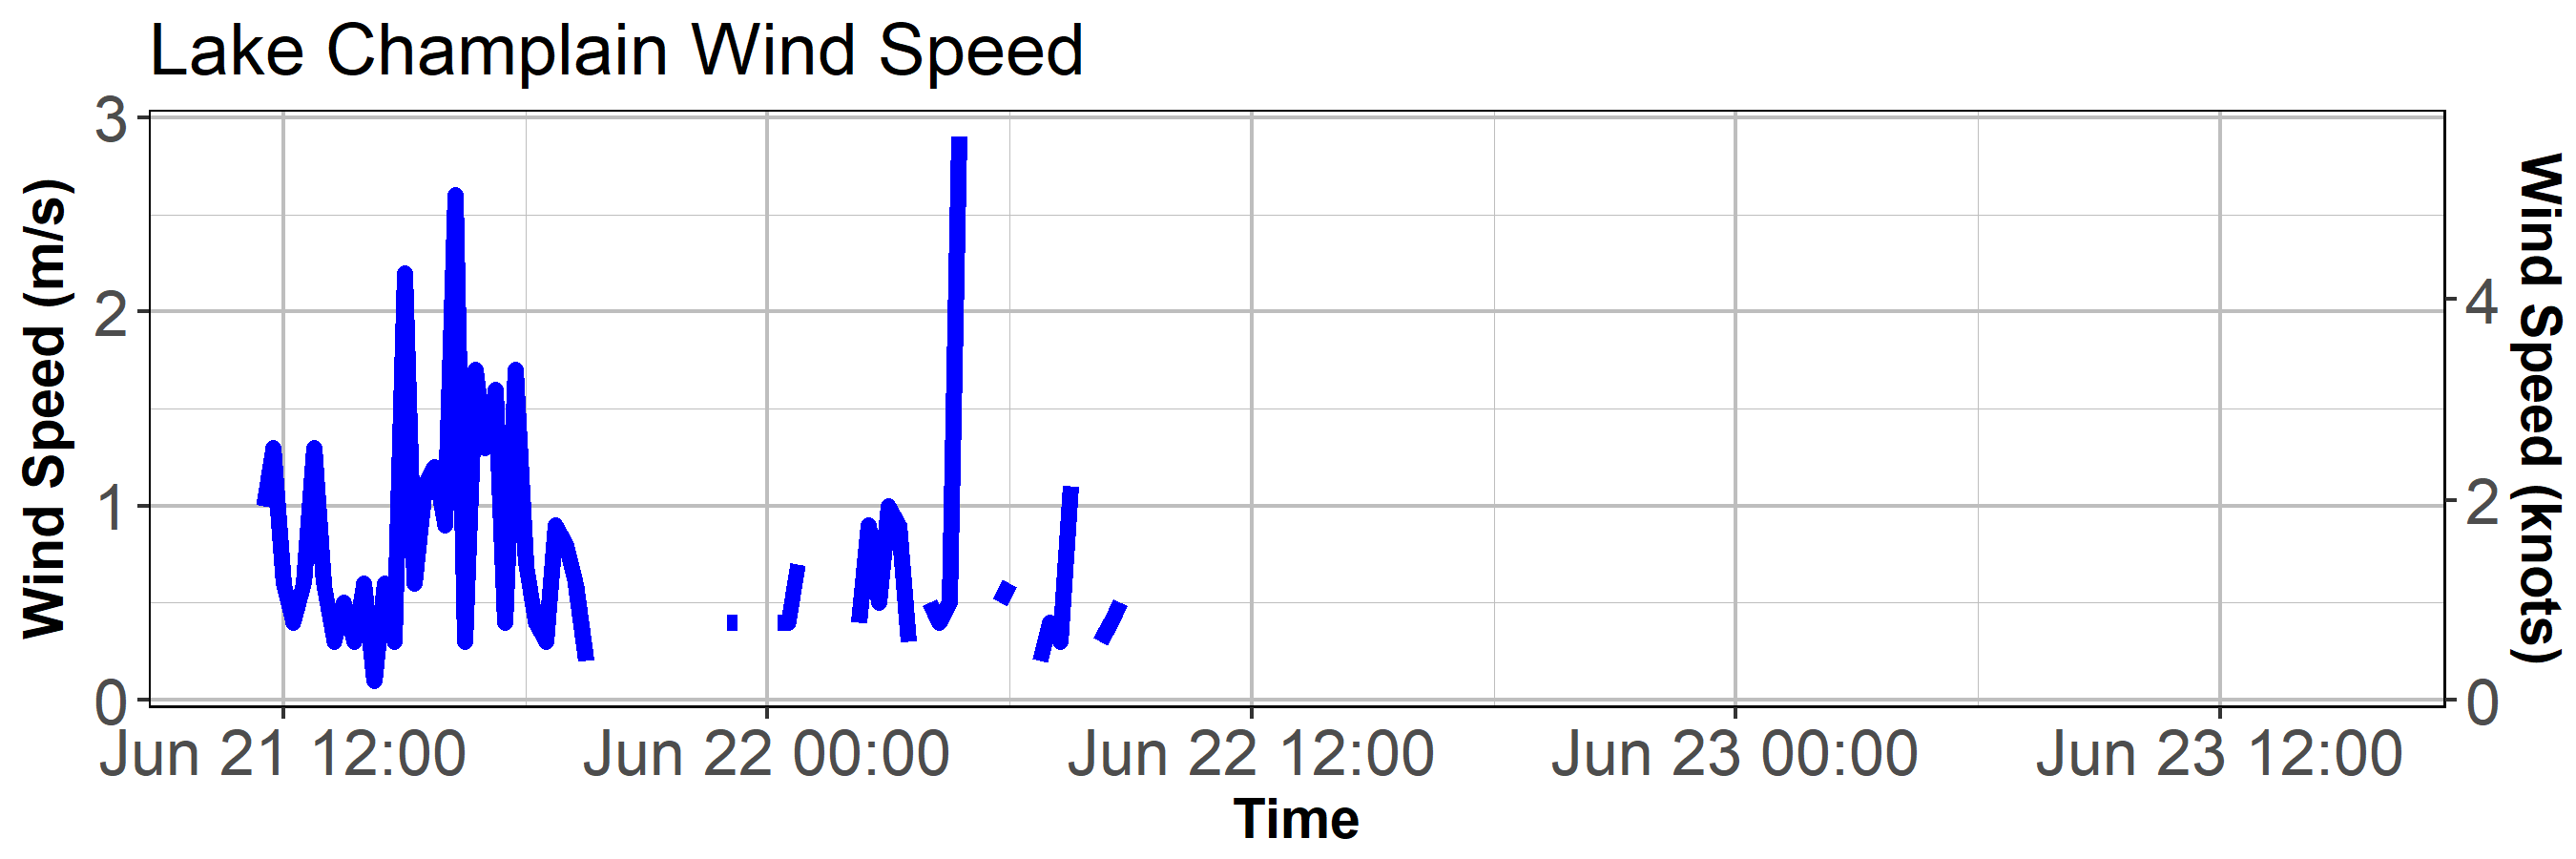 Lake Champlain Wind Speed
3
2
1
0
Wind Speed (m/s)
4
2
0
Wind Speed (knots)
Jun 21 12:00 Jun 22 00:00 Jun 22 12:00 Jun 23 00:00 Jun 23 12:00
Time